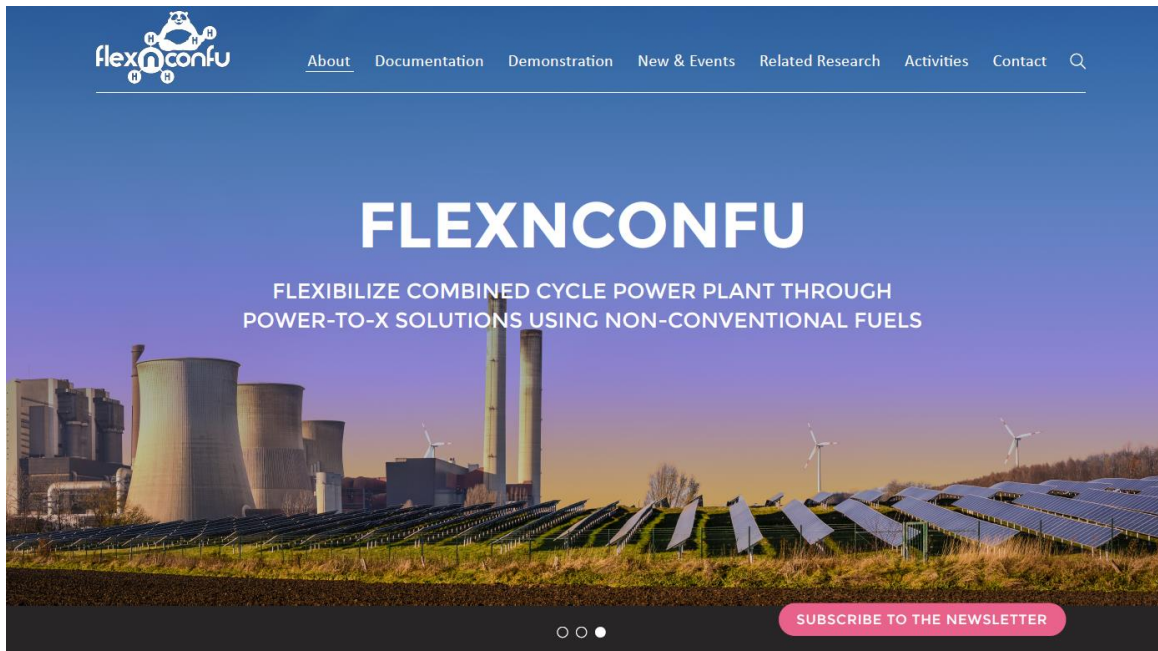 flexnconfu
H H
H H
About Documentation Demonstration New & Events Related Research Activities Contact
FLEXNCONFU
FLEXIBILIZE COMBINED CYCLE POWER PLANT THROUGH
POWER-TO-X SOLUTIONS USING NON-CONVENTIONAL FUELS
SUBSCRIBE TO THE NEWSLETTER